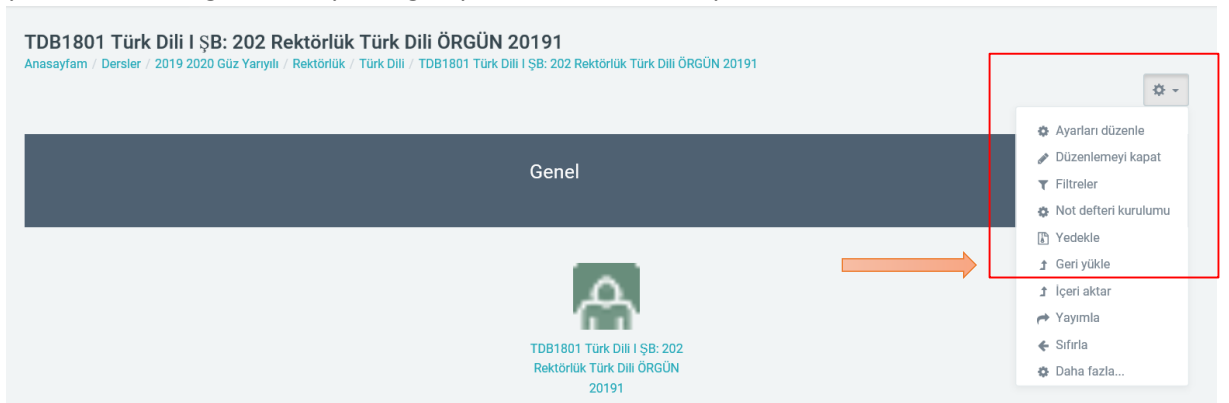 TDB1801 Türk Dili I ŞB: 202 Rektörlük Türk Dili ÖRGÜN 20191
Anasayfam / Dersler / 2019 2020 Güz Yarıyılı / Rektörlük / Türk Dili / TDB1801 Türk Dili I ŞB: 202 Rektörlük Türk Dili ÖRGÜN 20191
Ayarları düzenle
Düzenlemeyi kapat
Filtreler
Not defteri kurulumu
Yedekle
Geri yükle
İçeri aktar
Yayımla
Sıfırla
Daha fazla...
Genel
TDB1801 Türk Dili I ŞB: 202
Rektörlük Türk Dili ÖRGÜN
20191